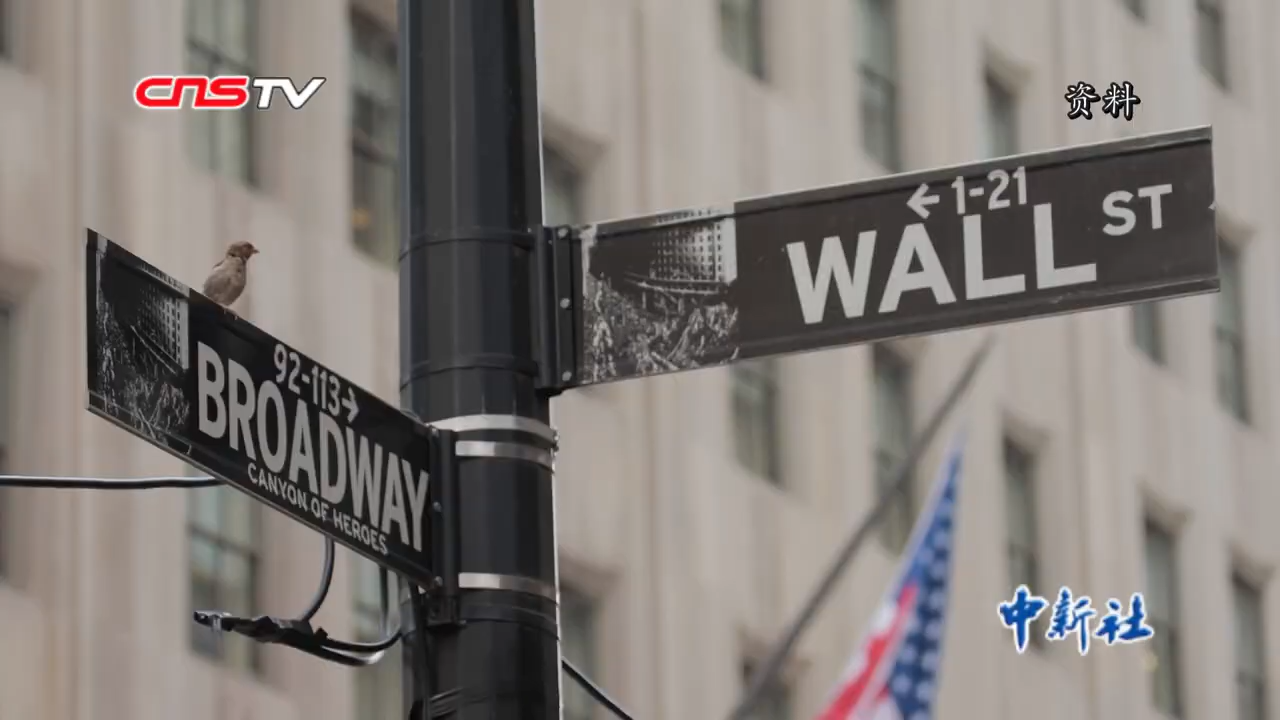 CNSTV
资料
← 1-21
WALL ST
92-113 →
BROADWAY
CANYON OF HEROES
中新社